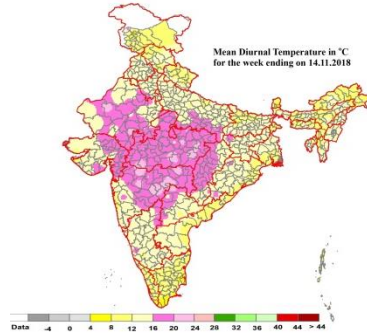 Mean Diurnal Temperature in °C
for the week ending on 14.11.2018
Data -4 0 4 8 12 16 20 24 28 32 36 40 44 > 44